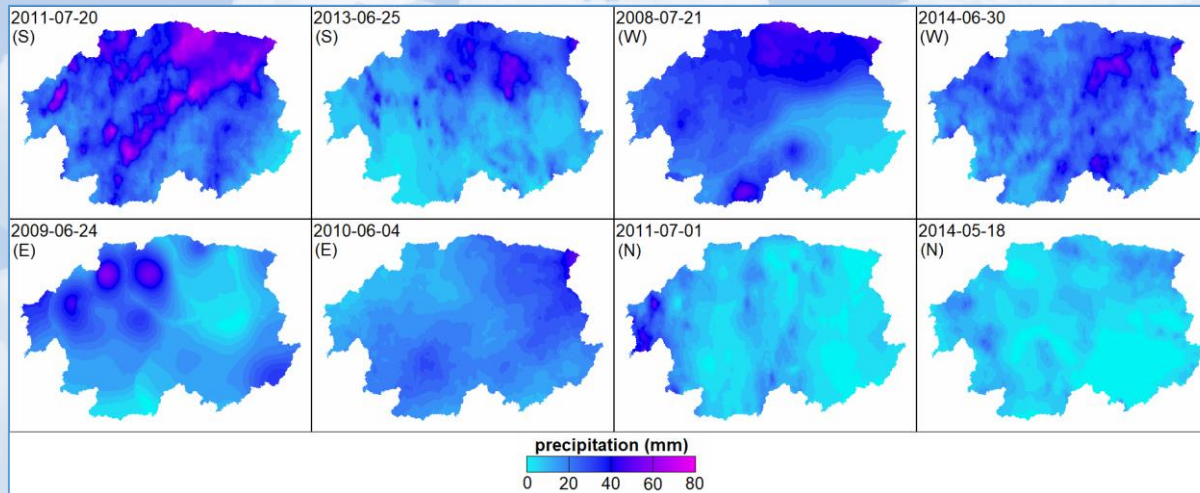 2011-07-20
(S)
2013-06-25
(S)
2008-07-21
(W)
2014-06-30
(W)
2009-06-24
(E)
2010-06-04
(E)
2011-07-01
(N)
2014-05-18
(N)
precipitation (mm)
0 20 40 60 80